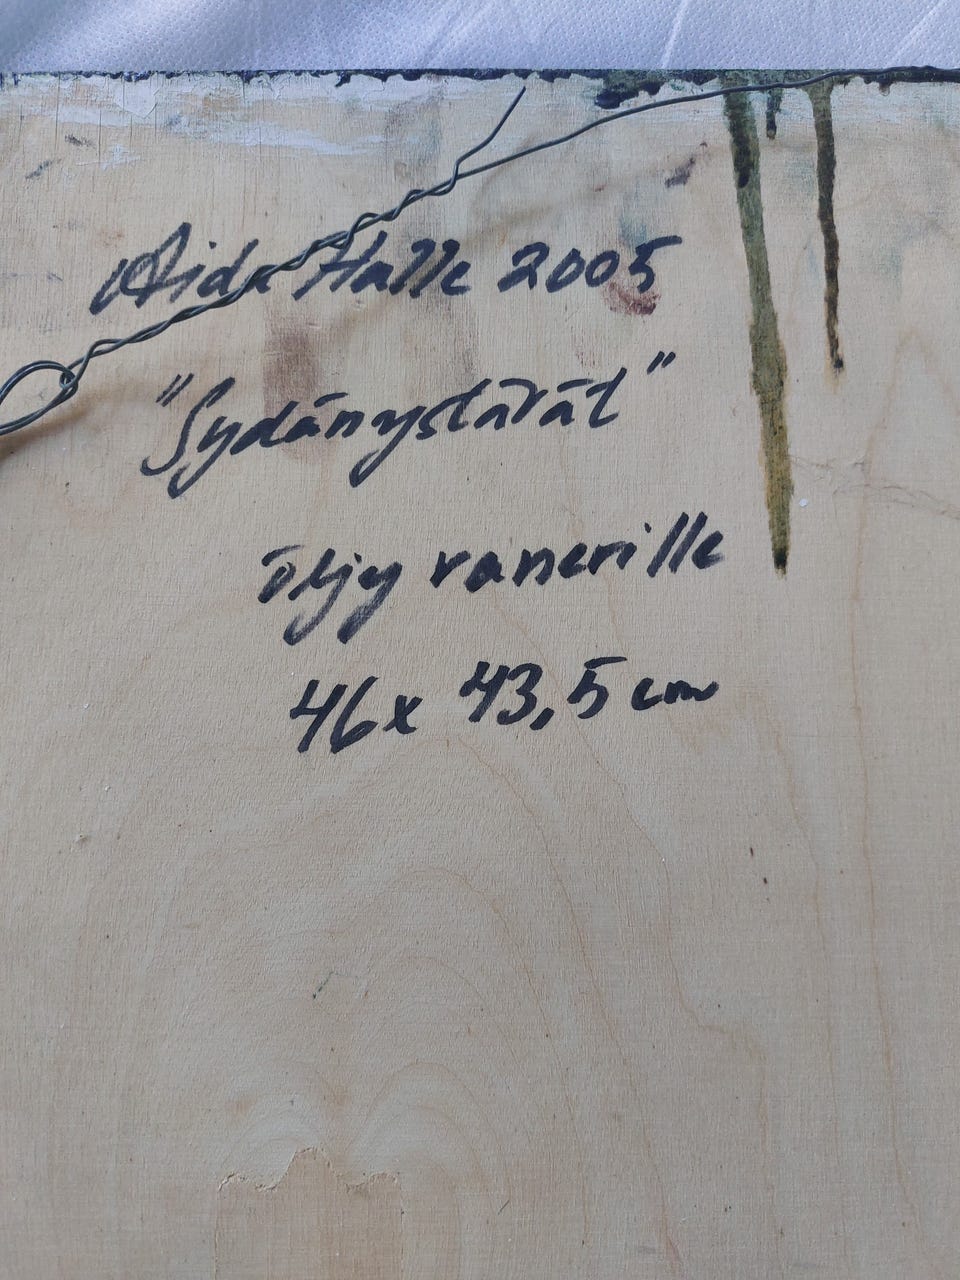 Aida Halle 2005
"Sydänystävät"
öljy vanerille
46x 43,5 cm